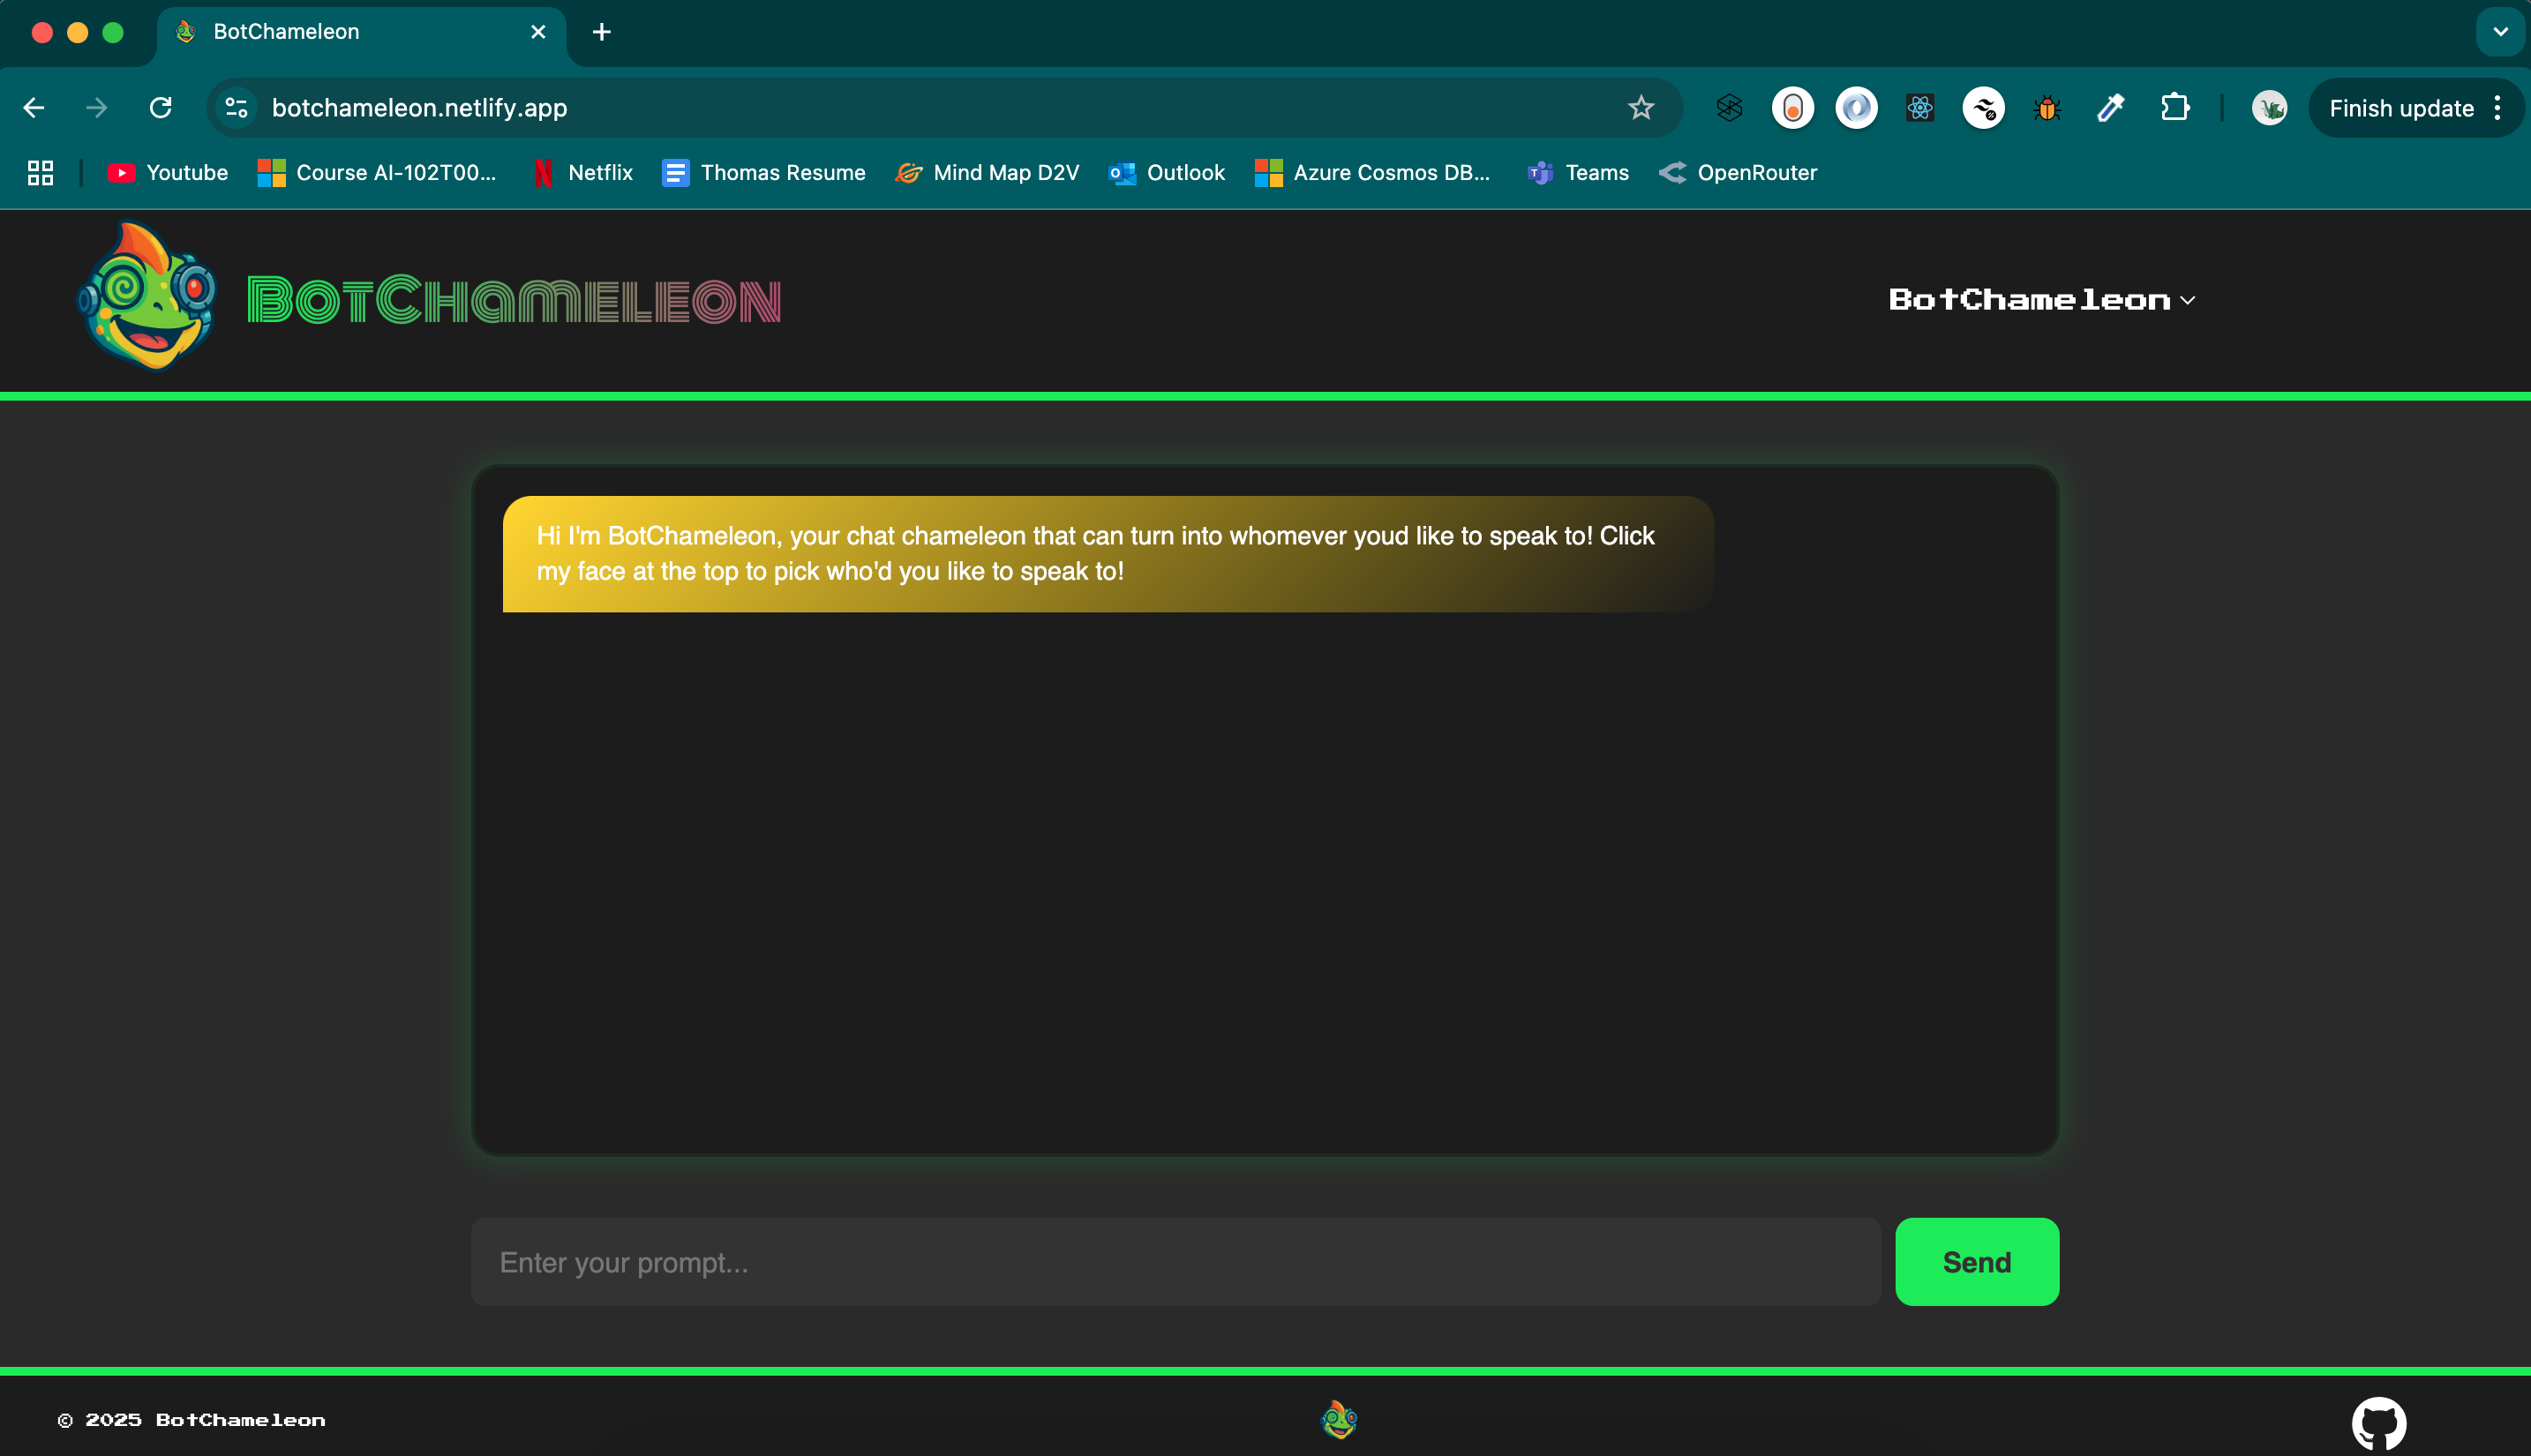 BotChameleon
botchameleon.netlify.app
Finish update
Youtube
Course AI-102T00...
Netflix
Thomas Resume
Mind Map D2V
Outlook
Azure Cosmos DB...
Teams
OpenRouter
BotChameleon
BotChameleon
Hi I'm BotChameleon, your chat chameleon that can turn into whomever youd like to speak to! Click
my face at the top to pick who'd you like to speak to!
Enter your prompt...
Send
© 2025 BotChameleon